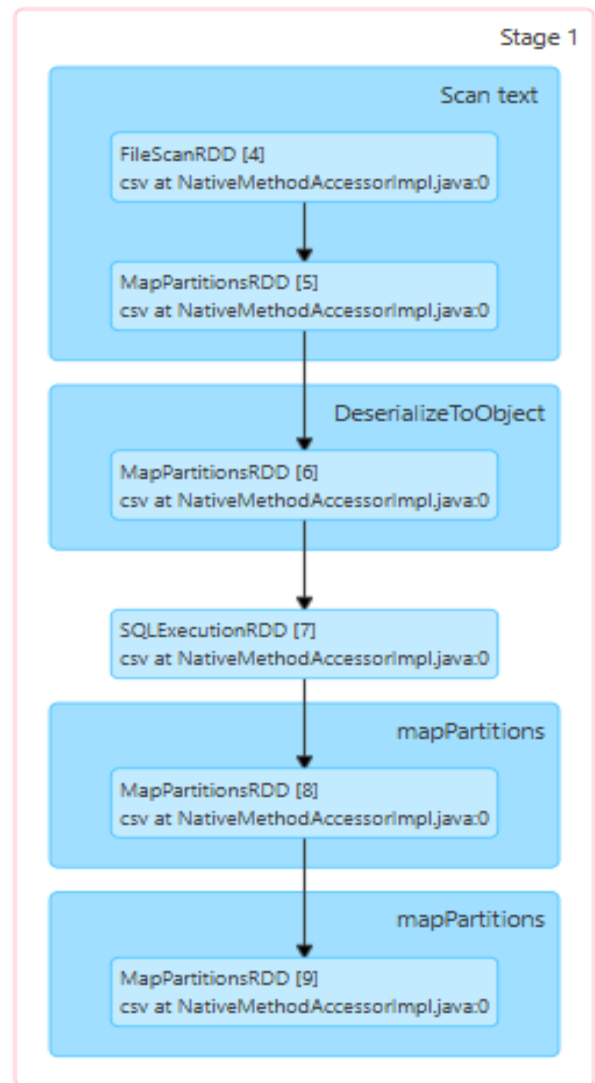 Stage 1
Scan text
FileScanRDD [4]
csv at NativeMethodAccessorImpl.java:0
MapPartitionsRDD [5]
csv at NativeMethodAccessorImpl.java:0
DeserializeToObject
MapPartitionsRDD [6]
csv at NativeMethodAccessorImpl.java:0
SQLExecutionRDD [7]
csv at NativeMethodAccessorImpl.java:0
mapPartitions
MapPartitionsRDD [8]
csv at NativeMethodAccessorImpl.java:0
mapPartitions
MapPartitionsRDD [9]
csv at NativeMethodAccessorImpl.java:0